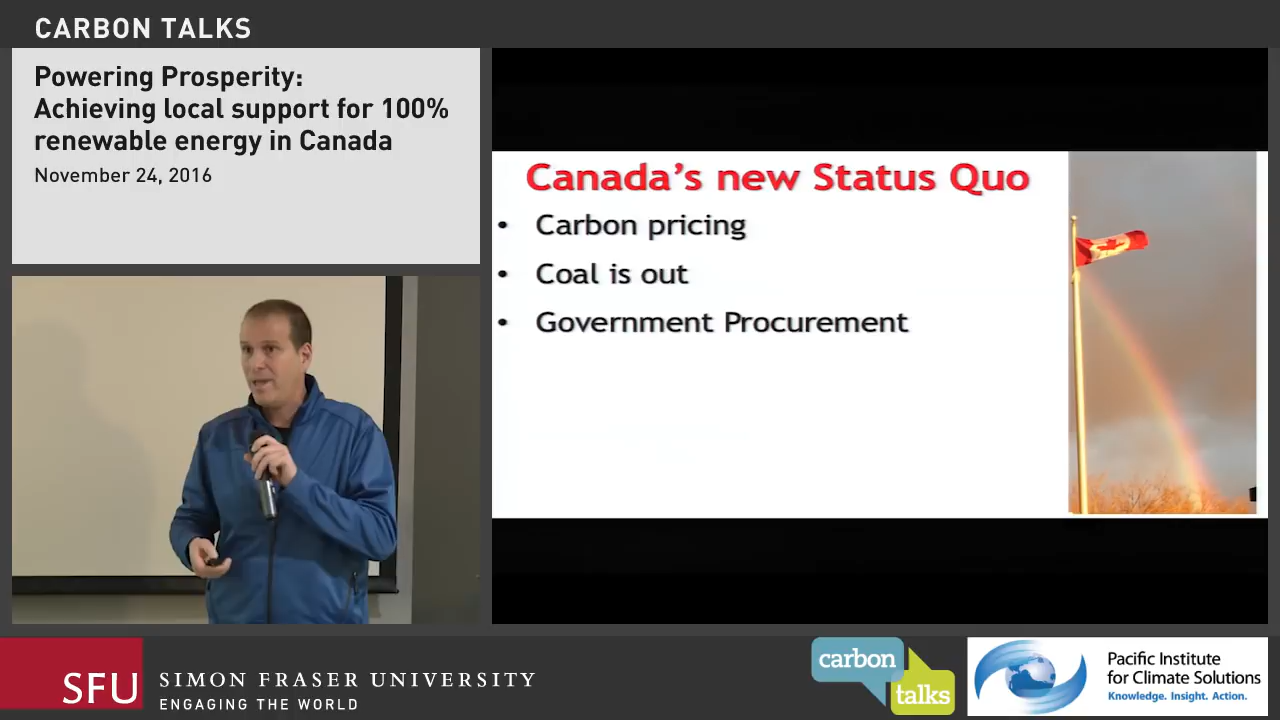 CARBON TALKS
Powering Prosperity:
Achieving local support for 100%
renewable energy in Canada
November 24, 2016
Canada's new Status Quo
• Carbon pricing
• Coal is out
• Government Procurement
SFU
SIMON FRASER UNIVERSITY
ENGAGING THE WORLD
carbon
talks
Pacific Institute
for Climate Solutions
Knowledge. Insight. Action.